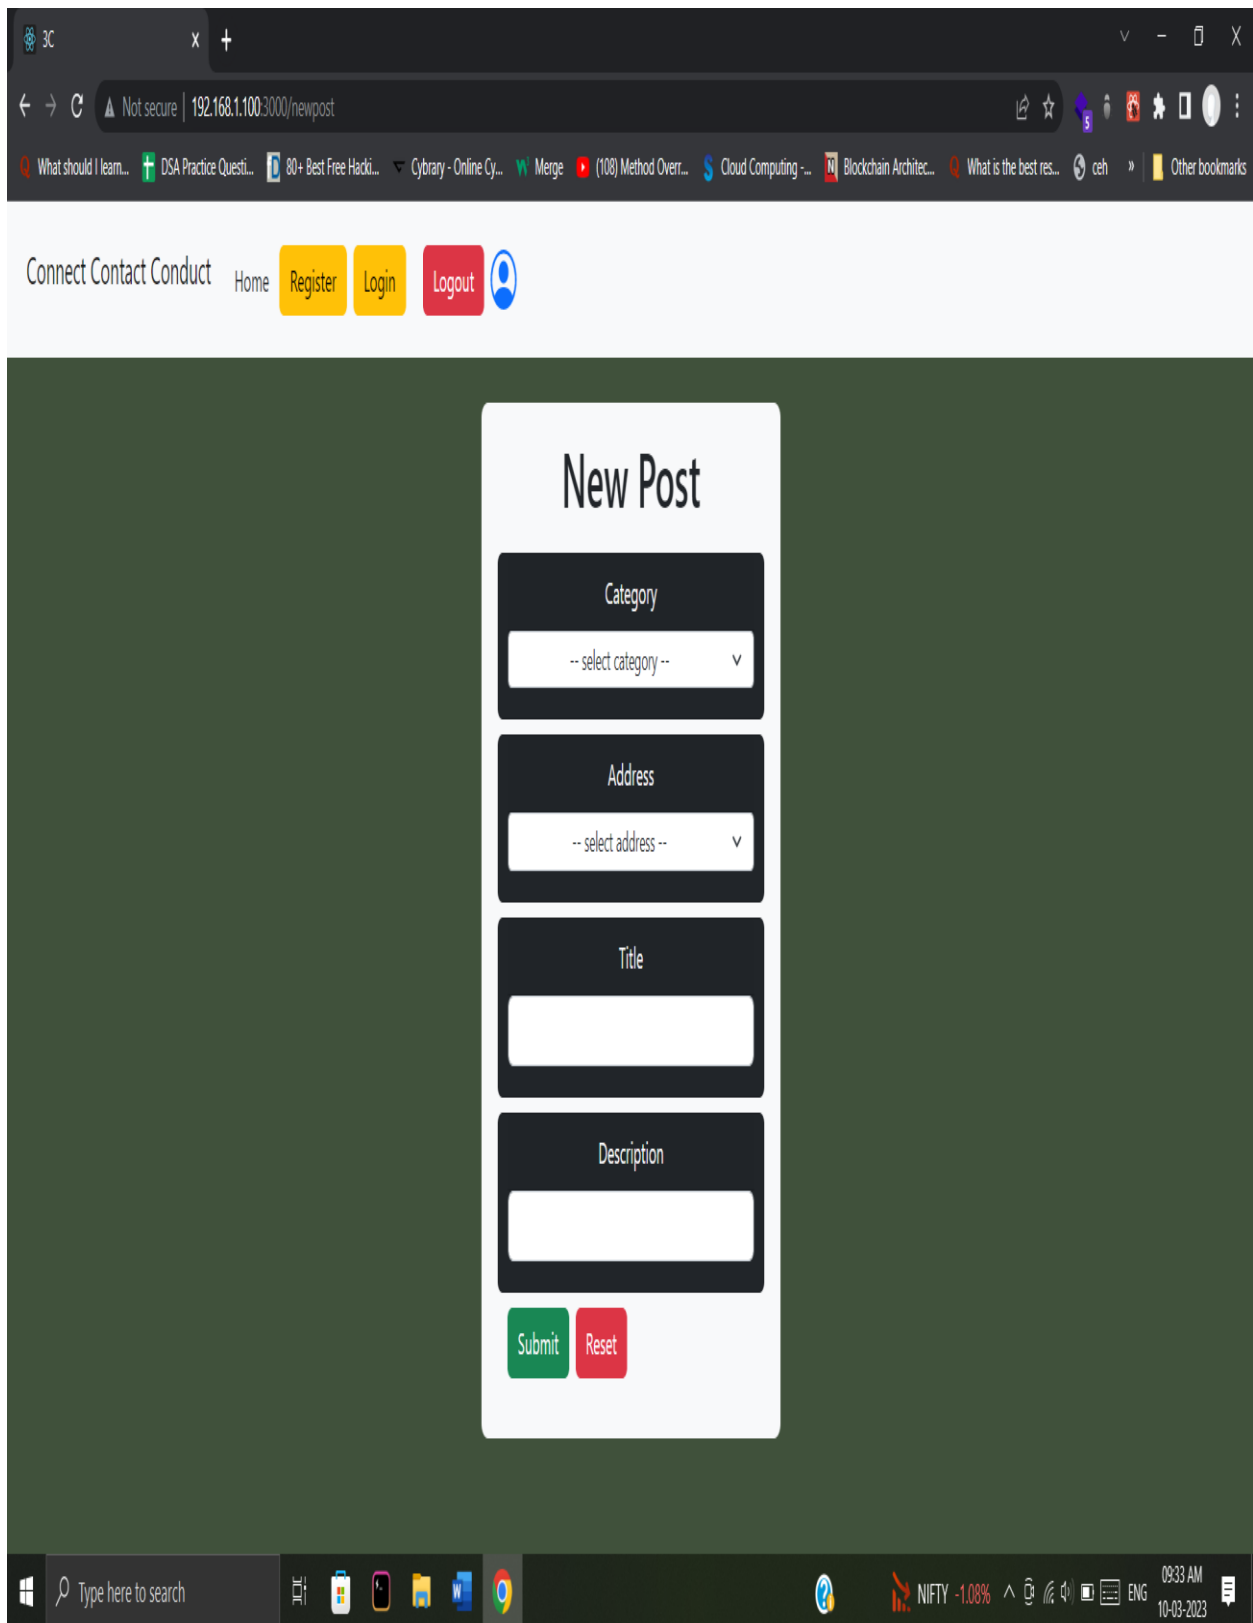 3C
Not secure | 192.168.1.100:3000/newpost
5
What should I learn... DSA Practice Questi... 80+ Best Free Hacki... Cybrary - Online Cy... Merge (108) Method Overr... Cloud Computing -... Blockchain Architec... What is the best res... ceh » Other bookmarks
Connect Contact Conduct Home Register Login Logout
New Post
Category
-- select category --
Address
-- select address --
Title
Description
Submit Reset
Type here to search
NIFTY -1.08% ENG 09:33 AM
10-03-2023